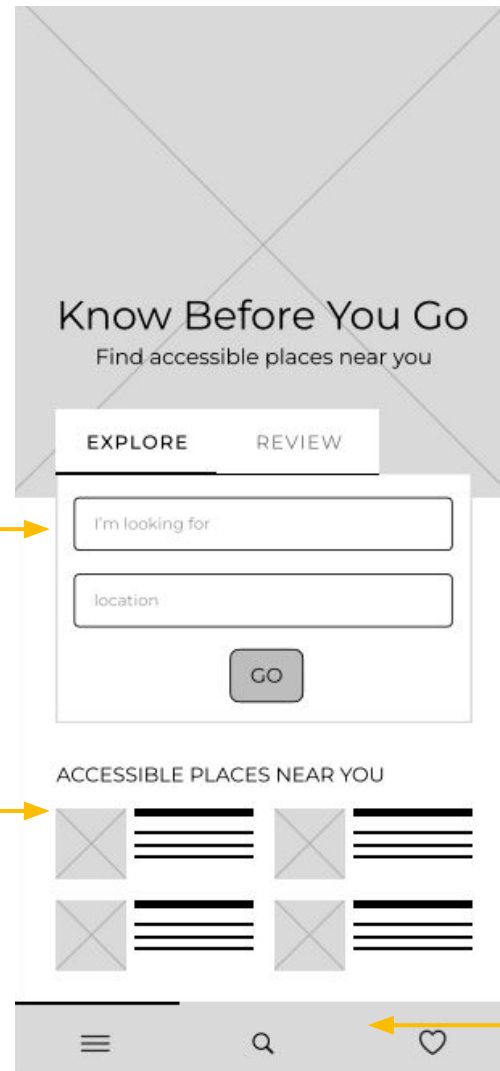 Know Before You Go
Find accessible places near you
EXPLORE REVIEW
I'm looking for
location
GO
ACCESSIBLE PLACES NEAR YOU